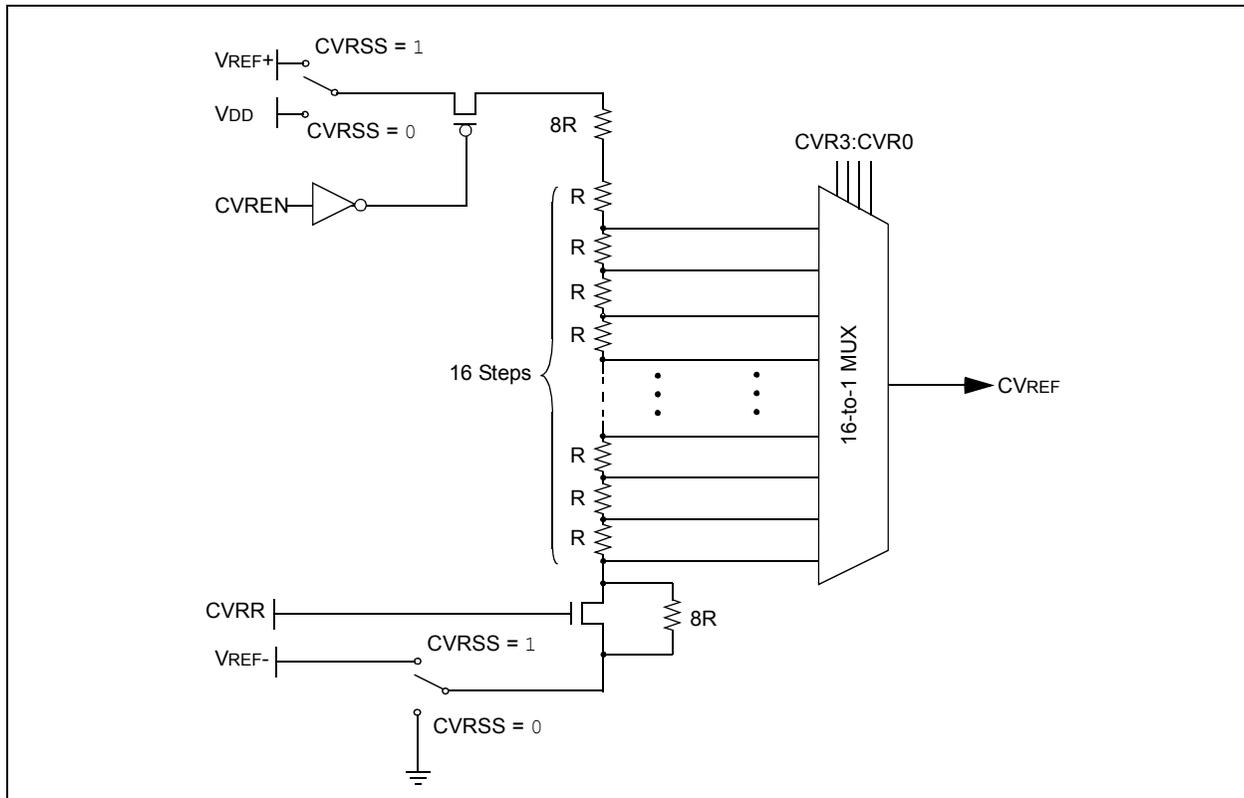 CVRSS = 1
VREF+
VDD
CVRSS = 0
8R
CVR3:CVR0
CVREN
R
R
R
R
16 Steps
16-to-1 MUX
CVREF
R
R
R
CVRR
8R
CVRSS = 1
VREF-
CVRSS = 0